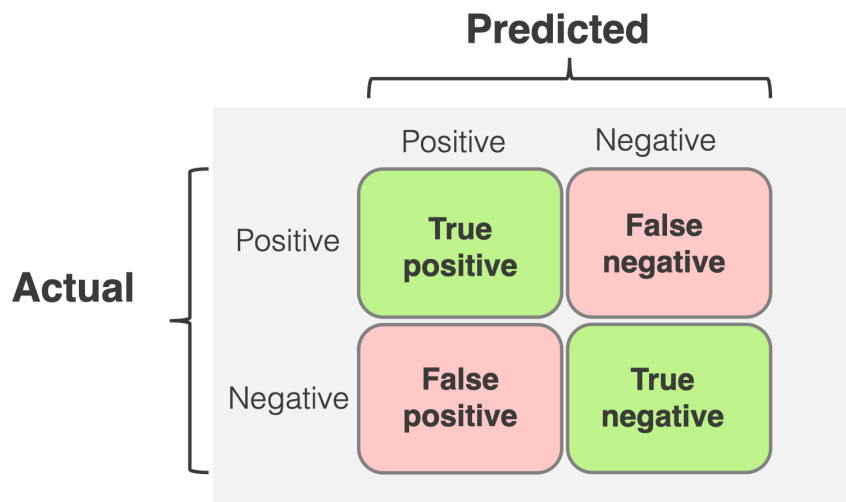 Predicted
Positive
Negative
Actual
Positive
True
positive
False
negative
Negative
False
positive
True
negative